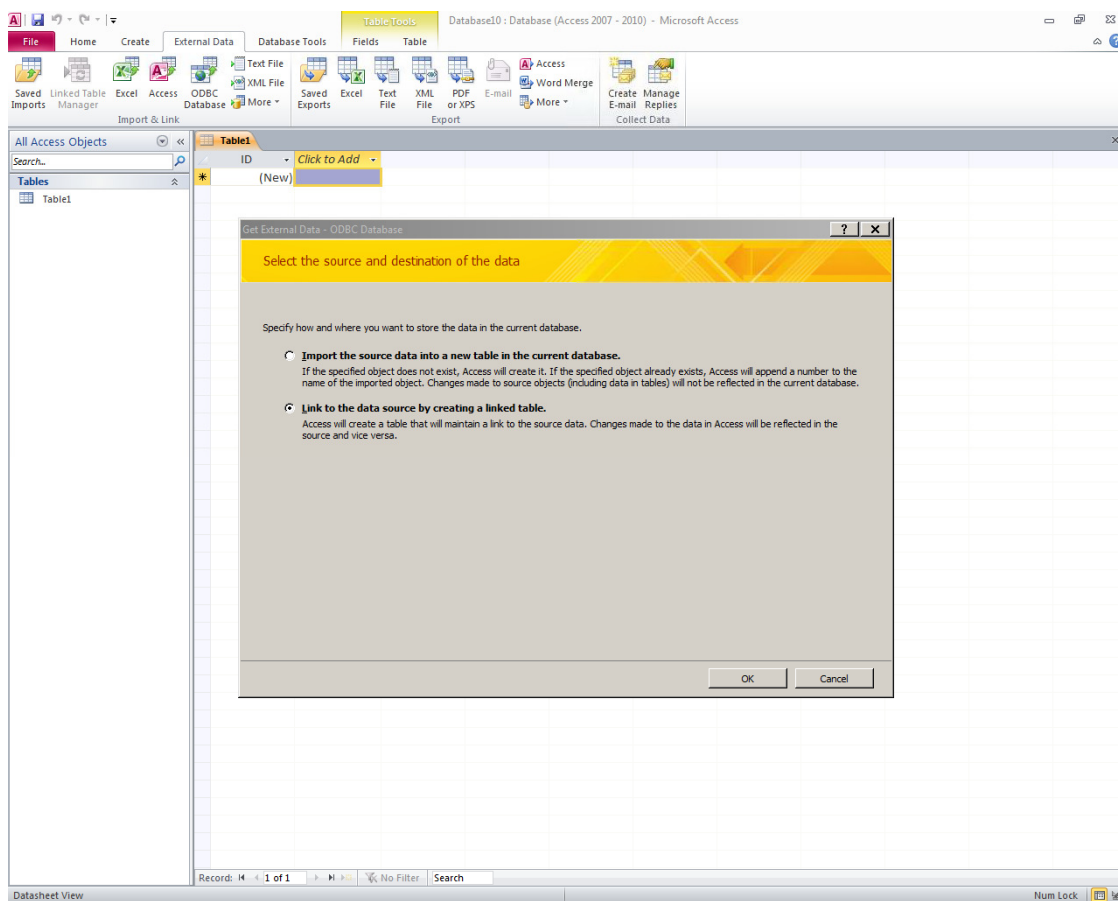 Table Tools
Database10 : Database (Access 2007 - 2010) - Microsoft Access
File Home Create External Data Database Tools Fields Table
Saved Imports
Linked Table Manager
Excel
Access
ODBC Database
Text File
XML File
More
Saved Exports
Excel
Text File
XML File
PDF or XPS
E-mail
Access
Word Merge
More
Create E-mail
Manage Replies
Import & Link
Export
Collect Data
All Access Objects
Search...
Tables
Table1
Table1
ID Click to Add
* (New)
Get External Data - ODBC Database
Select the source and destination of the data
Specify how and where you want to store the data in the current database.
Import the source data into a new table in the current database.
If the specified object does not exist, Access will create it. If the specified object already exists, Access will append a number to the
name of the imported object. Changes made to source objects (including data in tables) will not be reflected in the current database.
Link to the data source by creating a linked table.
Access will create a table that will maintain a link to the source data. Changes made to the data in Access will be reflected in the
source and vice versa.
OK Cancel
Record: 1 of 1 No Filter Search
Datasheet View
Num Lock